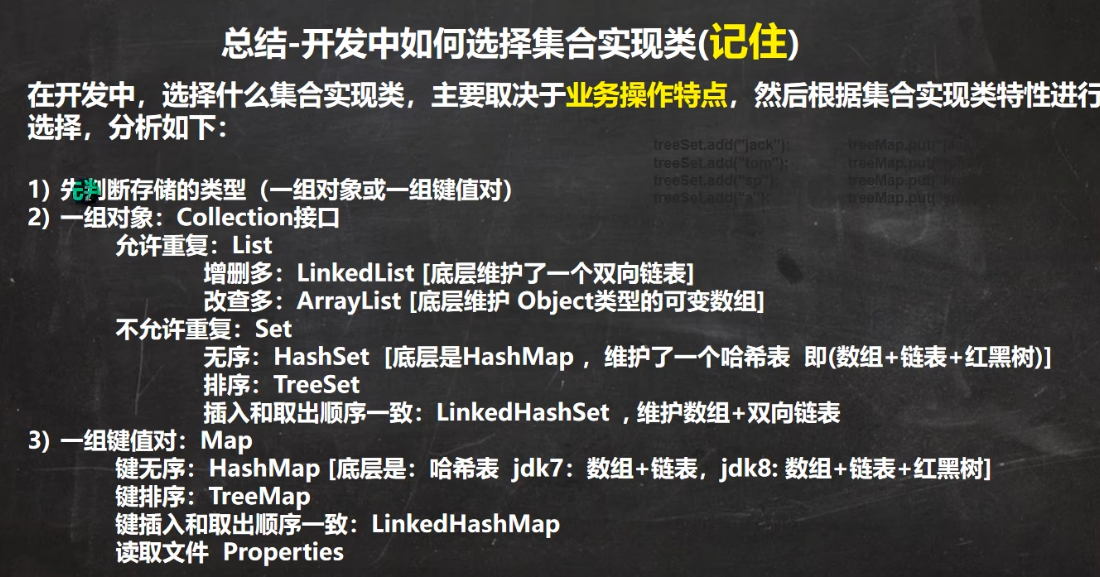 总结-开发中如何选择集合实现类(记住)
在开发中，选择什么集合实现类，主要取决于业务操作特点，然后根据集合实现类特性进行
选择，分析如下：
treeSet.add("jack");
treeSet.add("tom");
treeSet.add("sp");
treeSet.add("a");
treeMap.put(
treeMap.put(
treeMap.put(
treeMap.put(
1) 先判断存储的类型（一组对象或一组键值对）
2) 一组对象：Collection接口
允许重复：List
增删多：LinkedList [底层维护了一个双向链表]
改查多：ArrayList [底层维护 Object类型的可变数组]
不允许重复：Set
无序：HashSet [底层是HashMap ，维护了一个哈希表 即(数组+链表+红黑树)]
排序：TreeSet
插入和取出顺序一致：LinkedHashSet , 维护数组+双向链表
3) 一组键值对：Map
键无序：HashMap [底层是：哈希表 jdk7：数组+链表，jdk8: 数组+链表+红黑树]
键排序：TreeMap
键插入和取出顺序一致：LinkedHashMap
读取文件 Properties